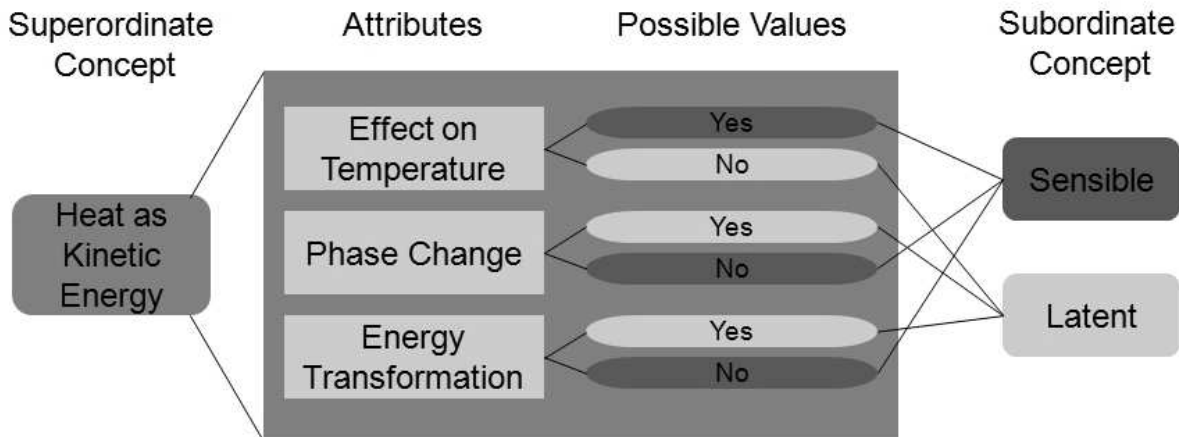 Superordinate
Concept
Attributes
Possible Values
Subordinate
Concept
Heat as
Kinetic
Energy
Effect on
Temperature
Yes
No
Phase Change
Yes
No
Energy
Transformation
Yes
No
Sensible
Latent